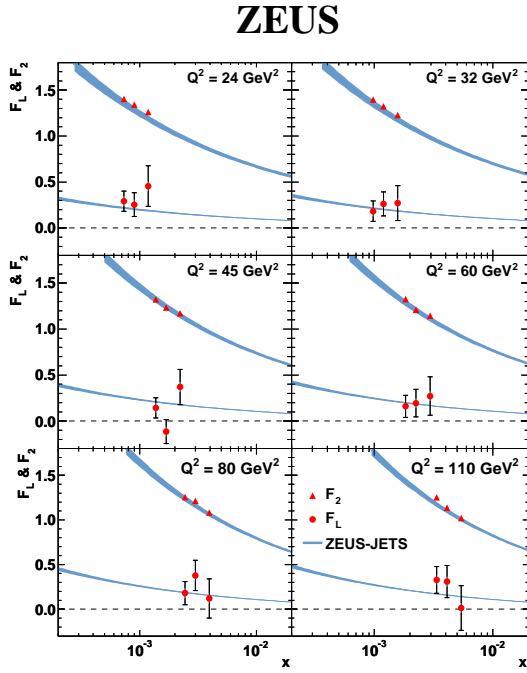 ZEUS
F_L & F_2
Q² = 24 GeV²
Q² = 32 GeV²
1.5
1.0
0.5
0.0
F_L & F_2
Q² = 45 GeV²
Q² = 60 GeV²
1.5
1.0
0.5
0.0
F_L & F_2
Q² = 80 GeV²
Q² = 110 GeV²
1.5
1.0
0.5
0.0
F_2
F_L
ZEUS-JETS
10⁻³
10⁻²
x
10⁻³
10⁻²
x